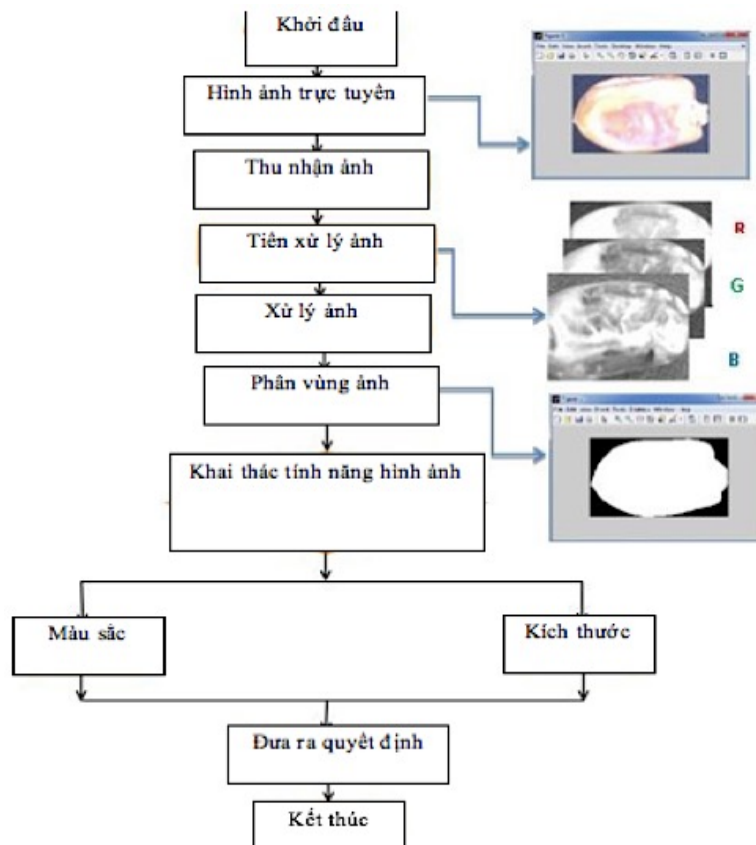 Khởi đầu
Hình ảnh trực tuyến
Thu nhận ảnh
Tiền xử lý ảnh
R
G
Xử lý ảnh
B
Phân vùng ảnh
Khai thác tính năng hình ảnh
Màu sắc
Kích thước
Đưa ra quyết định
Kết thúc